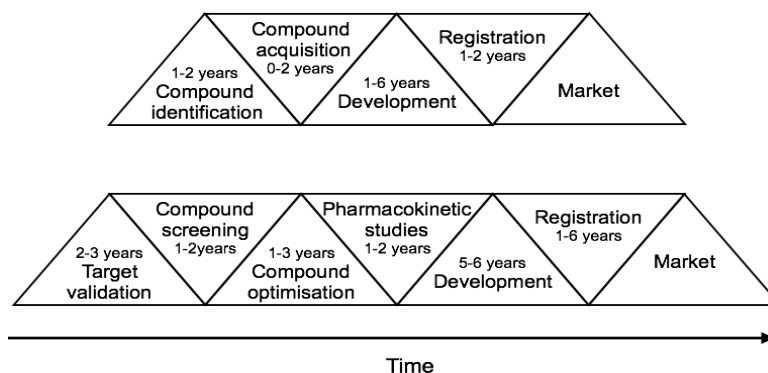 1-2 years
Compound
identification
Compound
acquisition
0-2 years
1-6 years
Development
Registration
1-2 years
Market
2-3 years
Target
validation
Compound
screening
1-2years
1-3 years
Compound
optimisation
Pharmacokinetic
studies
1-2 years
5-6 years
Development
Registration
1-6 years
Market
Time